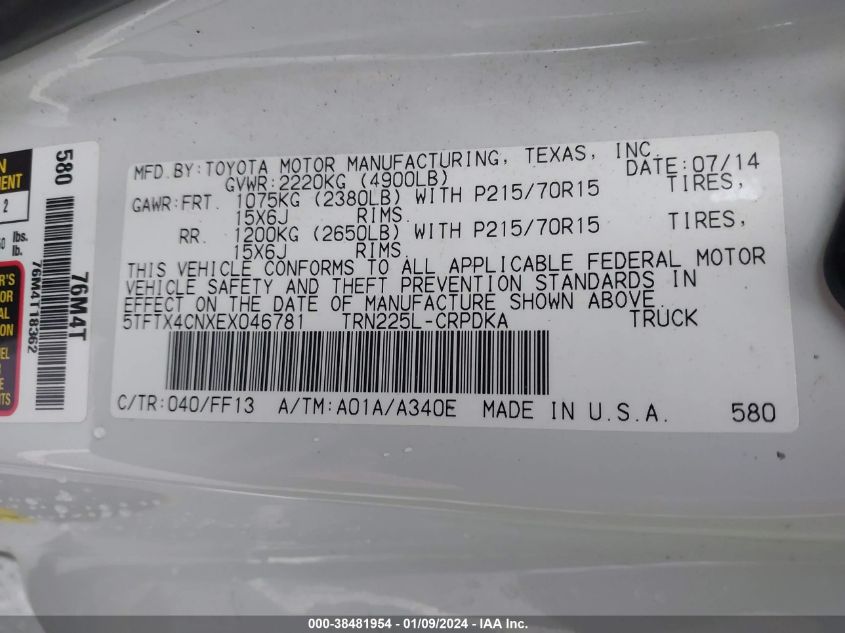 MFD.BY:TOYOTA MOTOR MANUFACTURING, TEXAS, INC.
DATE:07/14
GVWR:2220KG (4900LB)
GAWR:FRT. 1075KG (2380LB) WITH P215/70R15 TIRES,
15X6J RIMS.
RR. 1200KG (2650LB) WITH P215/70R15 TIRES,
15X6J RIMS.
THIS VEHICLE CONFORMS TO ALL APPLICABLE FEDERAL MOTOR
VEHICLE SAFETY AND THEFT PREVENTION STANDARDS IN
EFFECT ON THE DATE OF MANUFACTURE SHOWN ABOVE.
5TFTX4CNXEX046781 TRN225L-CRPDKA TRUCK
C/TR:040/FF13 A/TM:A01A/A340E MADE IN U.S.A. 580
580
76M4T
76M4T18362
2
lbs.
lb.
000-38481954 - 01/09/2024 - IAA Inc.